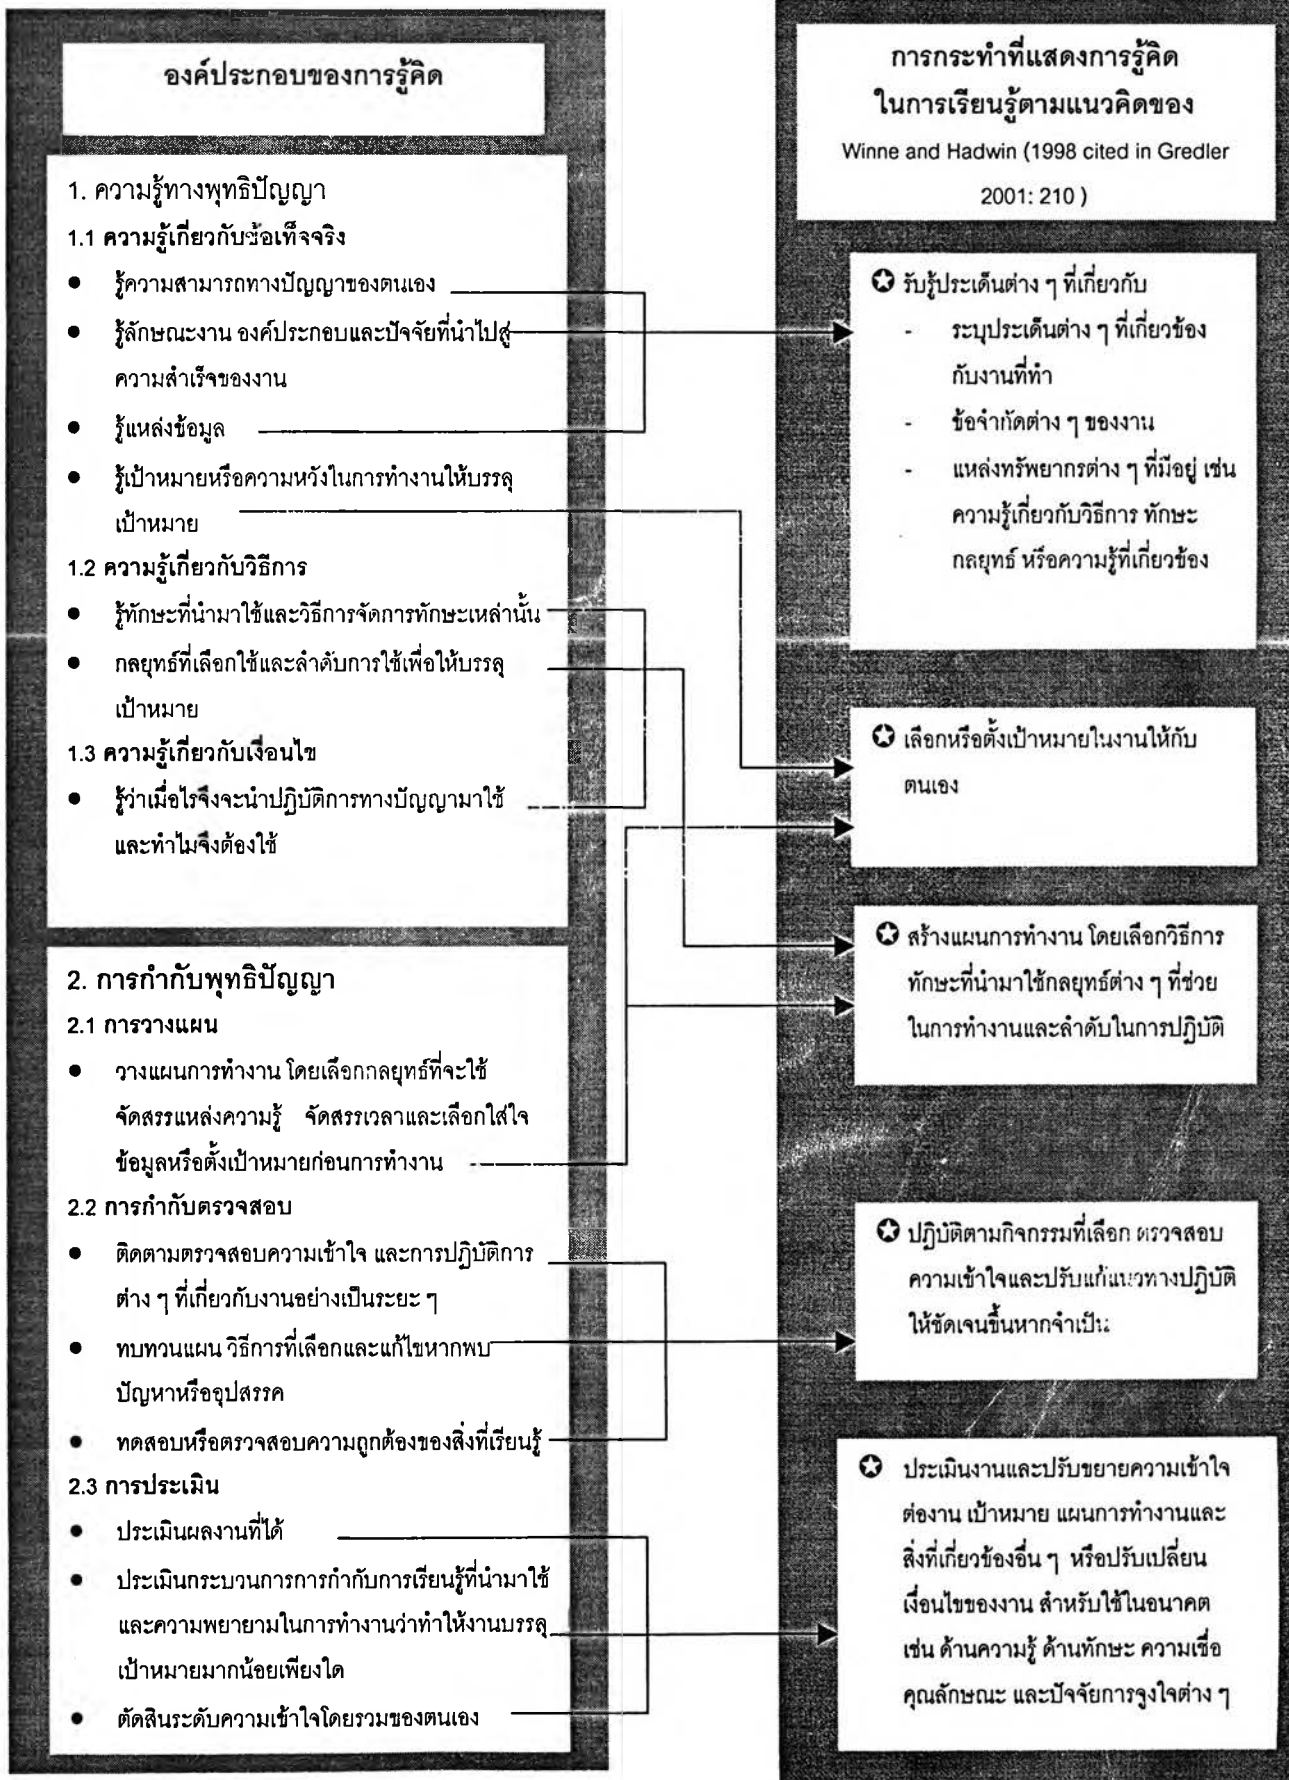 องค์ประกอบของการรู้คิด
1. ความรู้ทางพุทธิปัญญา
1.1 ความรู้เกี่ยวกับข้อเท็จจริง
● รู้ความสามารถทางปัญญาของตนเอง
● รู้ลักษณะงาน องค์ประกอบและปัจจัยที่นำไปสู่
ความสำเร็จของงาน
● รู้แหล่งข้อมูล
● รู้เป้าหมายหรือความหวังในการทำงานให้บรรลุ
เป้าหมาย
1.2 ความรู้เกี่ยวกับวิธีการ
● รู้ทักษะที่นำมาใช้และวิธีการจัดการทักษะเหล่านั้น
● กลยุทธ์ที่เลือกใช้และลำดับการใช้เพื่อให้บรรลุ
เป้าหมาย
1.3 ความรู้เกี่ยวกับเงื่อนไข
● รู้ว่าเมื่อไรจึงจะนำปฏิบัติการทางปัญญามาใช้
และทำไมจึงต้องใช้
2. การกำกับพุทธิปัญญา
2.1 การวางแผน
● วางแผนการทำงาน โดยเลือกกลยุทธ์ที่จะใช้
จัดสรรแหล่งความรู้ จัดสรรเวลาและเลือกใส่ใจ
ข้อมูลหรือตั้งเป้าหมายก่อนการทำงาน
2.2 การกำกับตรวจสอบ
● ติดตามตรวจสอบความเข้าใจ และการปฏิบัติการ
ต่าง ๆ ที่เกี่ยวกับงานอย่างเป็นระยะ ๆ
● ทบทวนแผน วิธีการที่เลือกและแก้ไขหากพบ
ปัญหาหรืออุปสรรค
● ทดสอบหรือตรวจสอบความถูกต้องของสิ่งที่เรียนรู้
2.3 การประเมิน
● ประเมินผลงานที่ได้
● ประเมินกระบวนการการกำกับการเรียนรู้ที่นำมาใช้
และความพยายามในการทำงานว่าทำให้งานบรรลุ
เป้าหมายมากน้อยเพียงใด
● ตัดสินระดับความเข้าใจโดยรวมของตนเอง
การกระทำที่แสดงการรู้คิด
ในการเรียนรู้ตามแนวคิดของ
Winne and Hadwin (1998 cited in Gredler
2001: 210 )
✪ รับรู้ประเด็นต่าง ๆ ที่เกี่ยวกับ
- ระบุประเด็นต่าง ๆ ที่เกี่ยวข้อง
กับงานที่ทำ
- ข้อจำกัดต่าง ๆ ของงาน
- แหล่งทรัพยากรต่าง ๆ ที่มีอยู่ เช่น
ความรู้เกี่ยวกับวิธีการ ทักษะ
กลยุทธ์ หรือความรู้ที่เกี่ยวข้อง
✪ เลือกหรือตั้งเป้าหมายในงานให้กับ
ตนเอง
✪ สร้างแผนการทำงาน โดยเลือกวิธีการ
ทักษะที่นำมาใช้กลยุทธ์ต่าง ๆ ที่ช่วย
ในการทำงานและลำดับในการปฏิบัติ
✪ ปฏิบัติตามกิจกรรมที่เลือก ตรวจสอบ
ความเข้าใจและปรับแก้แนวทางปฏิบัติ
ให้ชัดเจนขึ้นหากจำเป็น
✪ ประเมินงานและปรับขยายความเข้าใจ
ต่องาน เป้าหมาย แผนการทำงานและ
สิ่งที่เกี่ยวข้องอื่น ๆ หรือปรับเปลี่ยน
เงื่อนไขของงาน สำหรับใช้ในอนาคต
เช่น ด้านความรู้ ด้านทักษะ ความเชื่อ
คุณลักษณะ และปัจจัยการจูงใจต่าง ๆ